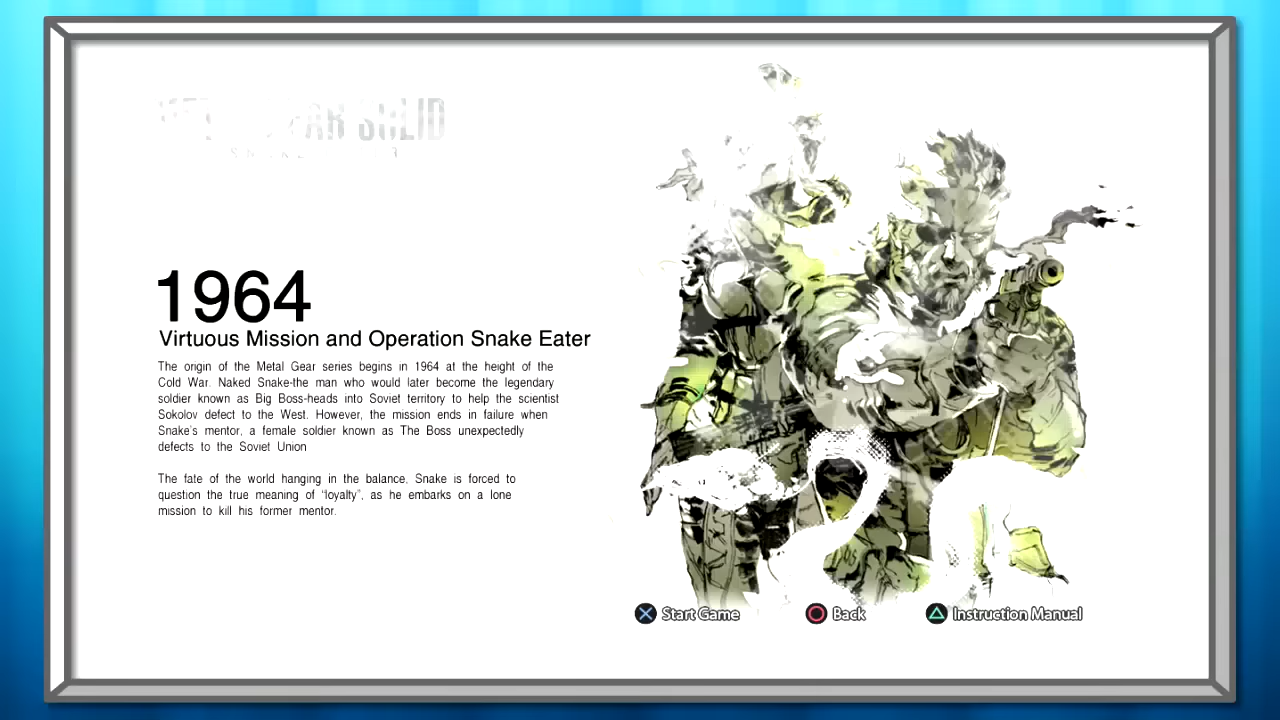 SOLID
1964
Virtuous Mission and Operation Snake Eater
The origin of the Metal Gear series begins in 1964 at the height of the
Cold War. Naked Snake-the man who would later become the legendary
soldier known as Big Boss-heads into Soviet territory to help the scientist
Sokolov defect to the West. However, the mission ends in failure when
Snake's mentor, a female soldier known as The Boss unexpectedly
defects to the Soviet Union
The fate of the world hanging in the balance, Snake is forced to
question the true meaning of "loyalty", as he embarks on a lone
mission to kill his former mentor.
Start Game Back Instruction Manual